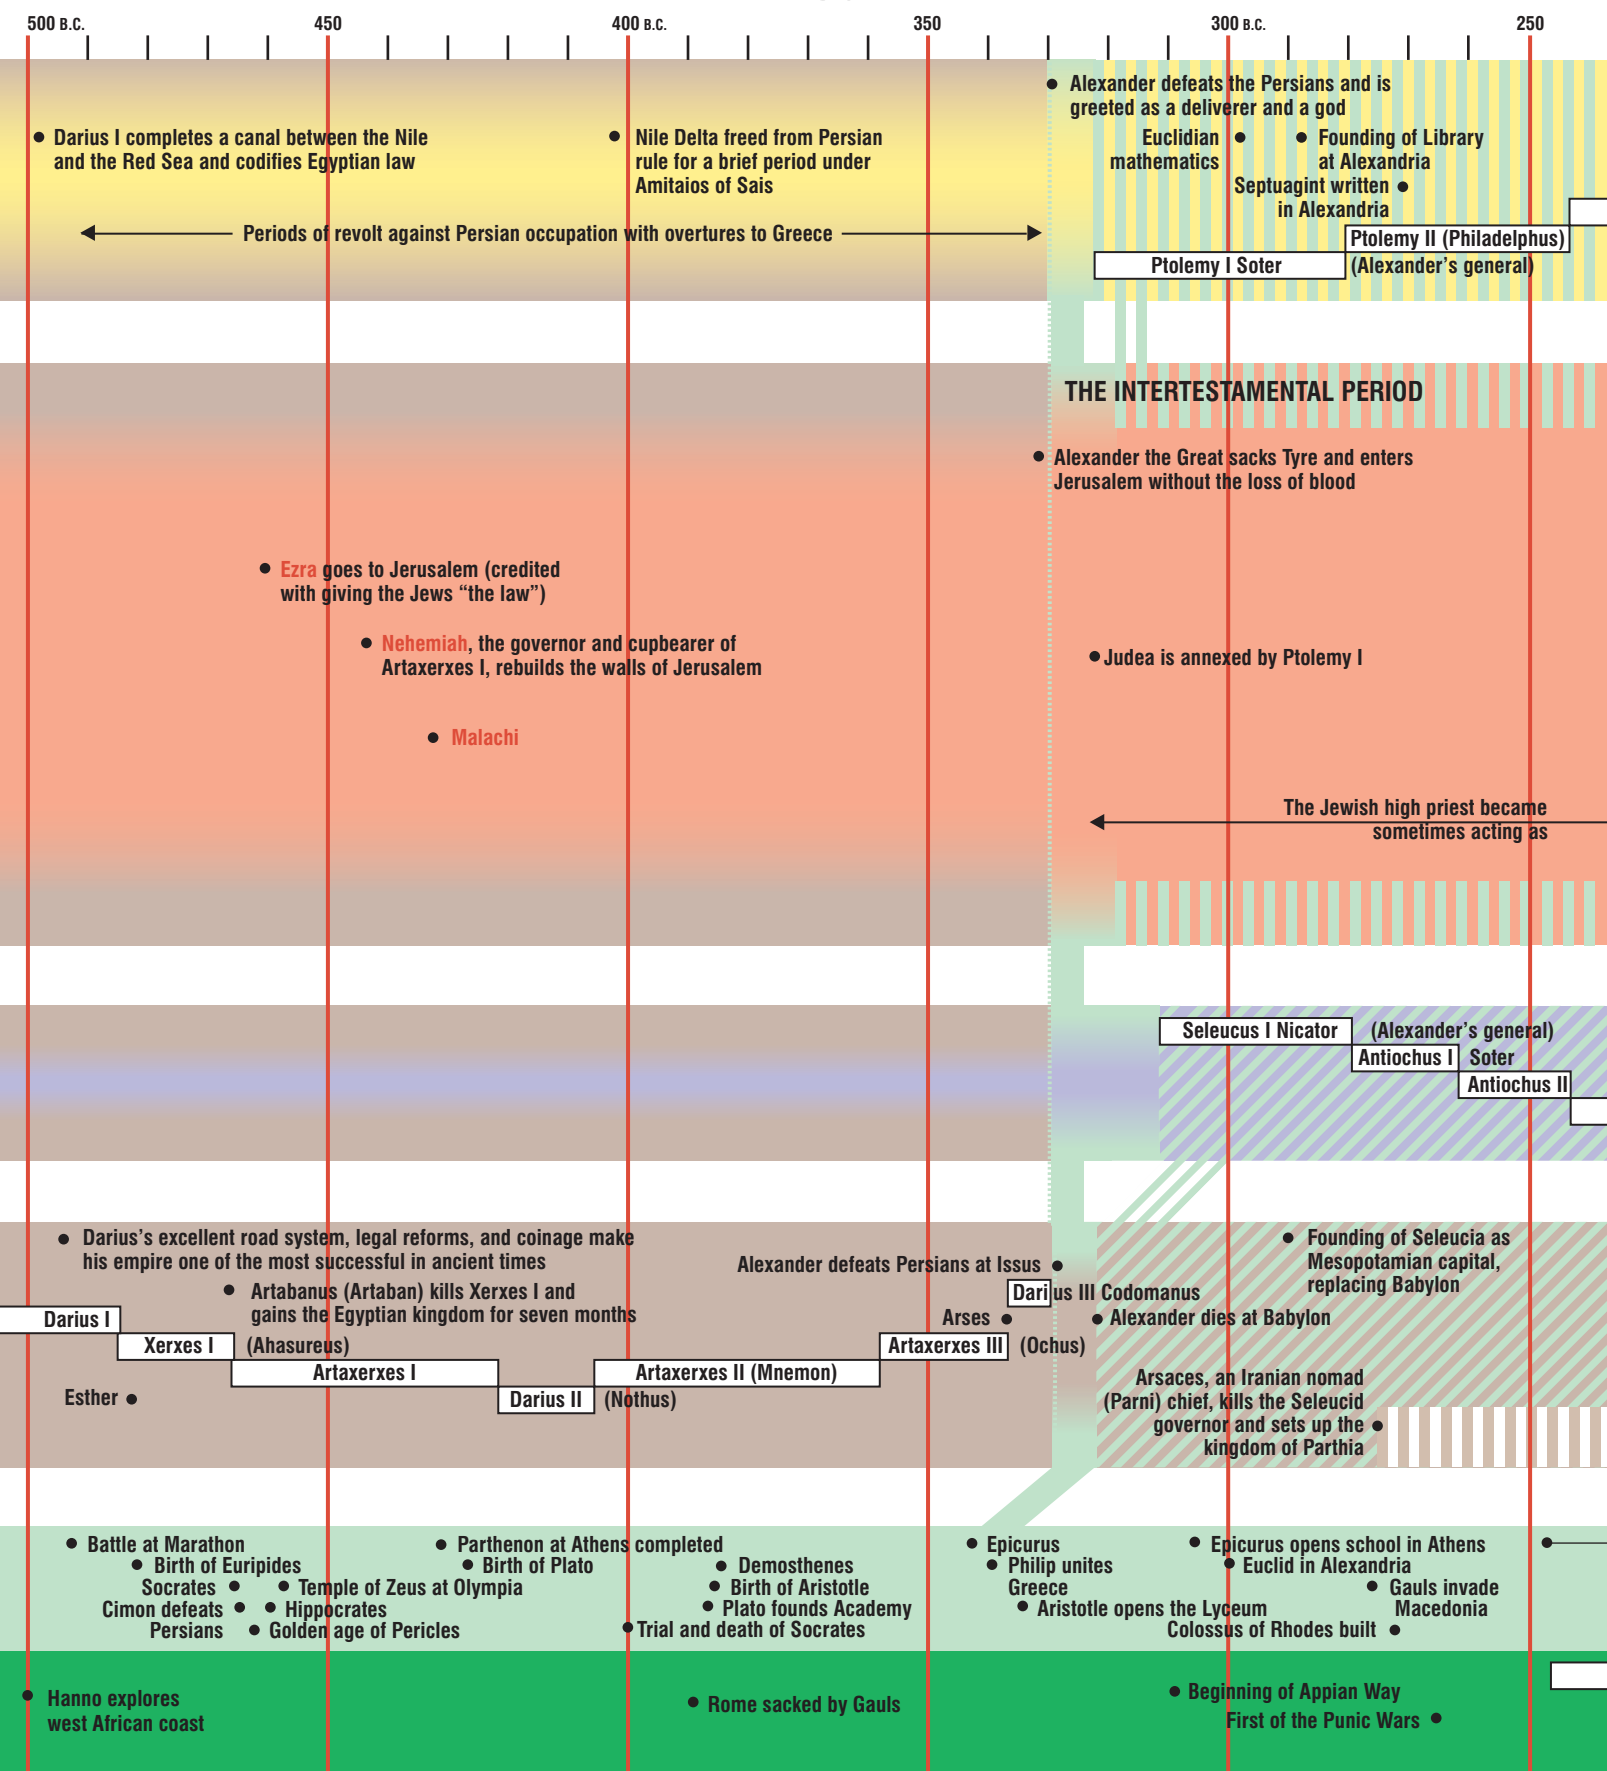 500 B.C. 450 400 B.C. 350 300 B.C. 250
Alexander defeats the Persians and is
greeted as a deliverer and a god
Darius I completes a canal between the Nile
and the Red Sea and codifies Egyptian law
Nile Delta freed from Persian
rule for a brief period under
Amitaios of Sais
Euclidian
mathematics
Founding of Library
at Alexandria
Septuagint written
in Alexandria
Periods of revolt against Persian occupation with overtures to Greece
Ptolemy II (Philadelphus)
Ptolemy I Soter (Alexander’s general)
THE INTERTESTAMENTAL PERIOD
Alexander the Great sacks Tyre and enters
Jerusalem without the loss of blood
Ezra goes to Jerusalem (credited
with giving the Jews “the law”)
Nehemiah, the governor and cupbearer of
Artaxerxes I, rebuilds the walls of Jerusalem
Judea is annexed by Ptolemy I
Malachi
The Jewish high priest became
sometimes acting as
Seleucus I Nicator (Alexander’s general)
Antiochus I Soter
Antiochus II
Darius’s excellent road system, legal reforms, and coinage make
his empire one of the most successful in ancient times
Alexander defeats Persians at Issus
Founding of Seleucia as
Mesopotamian capital,
replacing Babylon
Artabanus (Artaban) kills Xerxes I and
gains the Egyptian kingdom for seven months
Darius III Codomanus
Darius I
Arses
Alexander dies at Babylon
Xerxes I (Ahasureus)
Artaxerxes III (Ochus)
Artaxerxes I
Artaxerxes II (Mnemon)
Esther
Darius II (Nothus)
Arsaces, an Iranian nomad
(Parni) chief, kills the Seleucid
governor and sets up the
kingdom of Parthia
Battle at Marathon
Parthenon at Athens completed
Epicurus
Epicurus opens school in Athens
Birth of Euripides
Birth of Plato
Demosthenes
Philip unites
Greece
Euclid in Alexandria
Socrates
Temple of Zeus at Olympia
Birth of Aristotle
Gauls invade
Macedonia
Cimon defeats
Persians
Hippocrates
Plato founds Academy
Aristotle opens the Lyceum
Golden age of Pericles
Trial and death of Socrates
Colossus of Rhodes built
Hanno explores
west African coast
Rome sacked by Gauls
Beginning of Appian Way
First of the Punic Wars